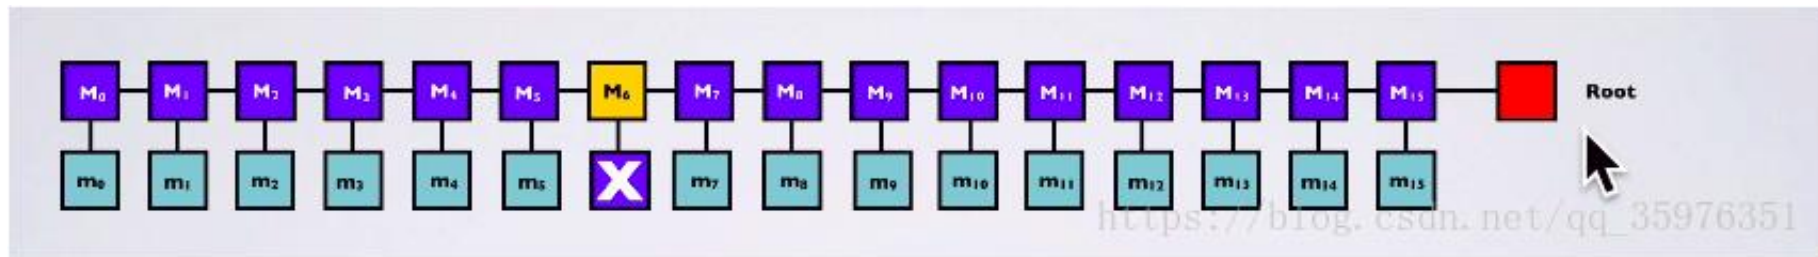 M₀ M₁ M₂ M₃ M₄ M₅ M₆ M₇ M₈ M₉ M₁₀ M₁₁ M₁₂ M₁₃ M₁₄ M₁₅ Root
m₀ m₁ m₂ m₃ m₄ m₅ X m₇ m₈ m₉ m₁₀ m₁₁ m₁₂ m₁₃ m₁₄ m₁₅
https://blog.csdn.net/qq_35976351